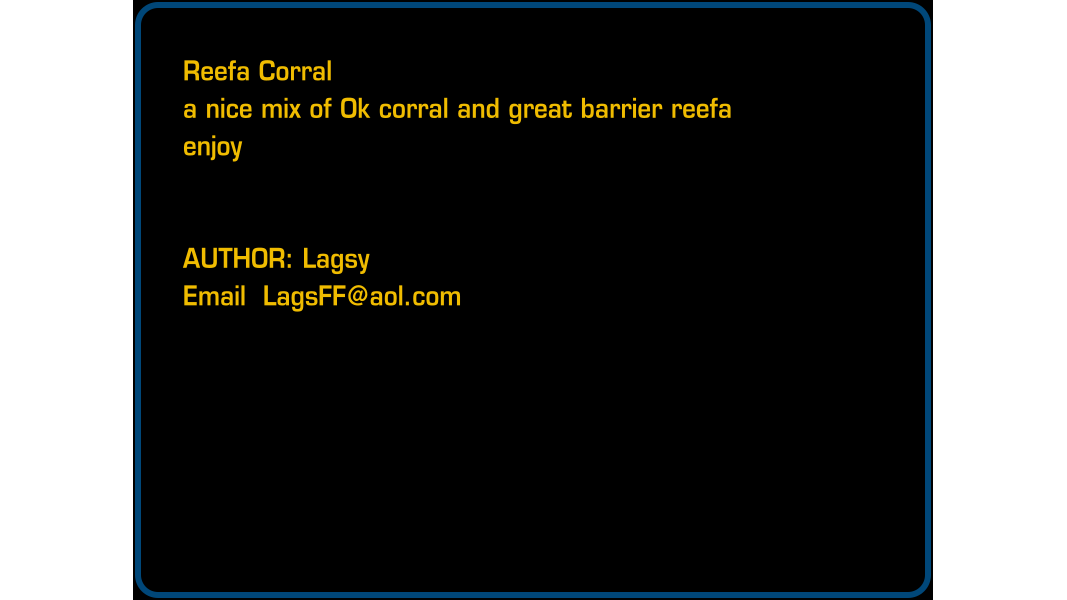 Reefa Corral
a nice mix of Ok corral and great barrier reefa
enjoy
AUTHOR: Lagsy
Email  LagsFF@aol.com